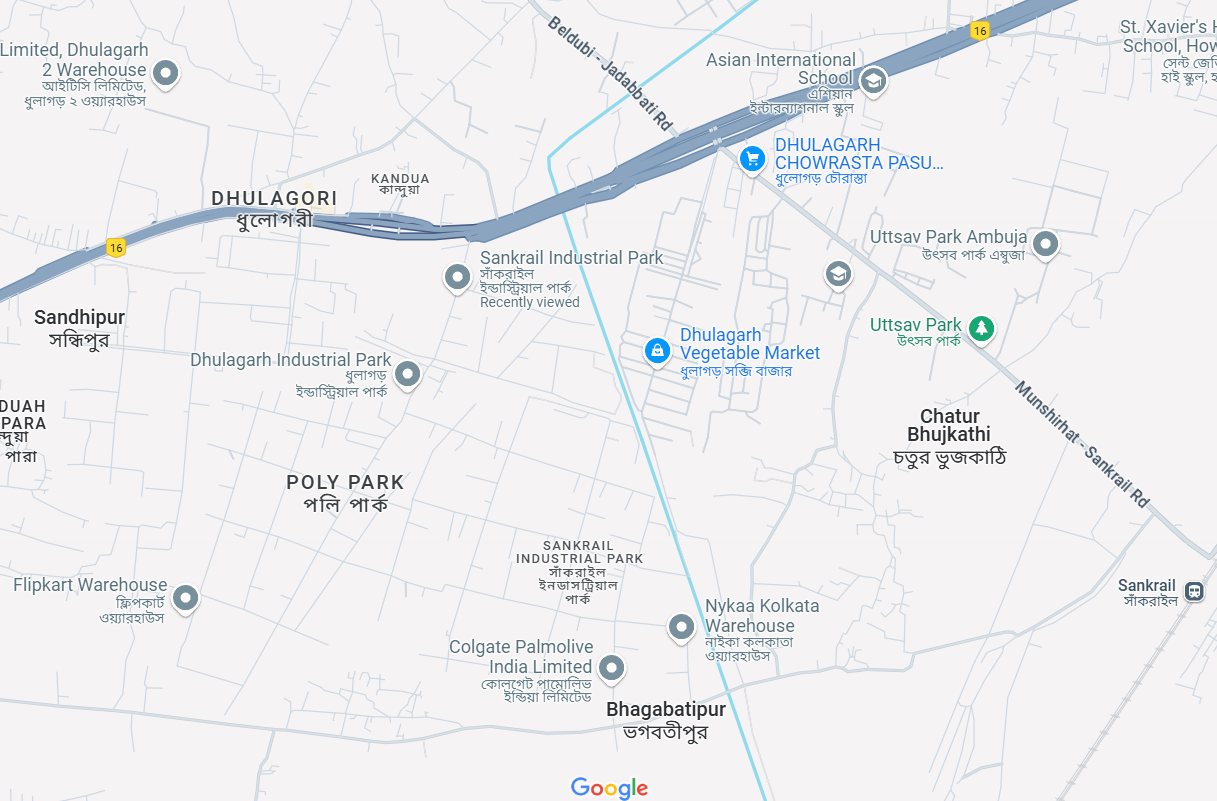 Limited, Dhulagarh
2 Warehouse
আইটিসি লিমিটেড,
ধুলাগড় ২ ওয়্যারহাউস
Beldubi - Jadabbati Rd
16
Asian International
School
এশিয়ান
ইন্টারন্যাশনাল স্কুল
St. Xavier's H
School, How
সেন্ট জেভি
হাই স্কুল, হ
DHULAGARH
CHOWRASTA PASU...
ধুলোগড় চৌরাস্তা
KANDUA
কান্দুয়া
DHULAGORI
ধুলোগরী
16
Uttsav Park Ambuja
উৎসব পার্ক এম্বুজা
Sankrail Industrial Park
সাঁকরাইল
ইন্ডাস্ট্রিয়াল পার্ক
Recently viewed
Sandhipur
সন্ধিপুর
Uttsav Park
উৎসব পার্ক
Dhulagarh
Vegetable Market
ধুলাগড় সব্জি বাজার
Dhulagarh Industrial Park
ধুলাগড়
ইন্ডাস্ট্রিয়াল পার্ক
DUAH
PARA
ন্দুয়া
পারা
Chatur
Bhujkathi
চতুর ভুজকাঠি
Munshirhat - Sankrail Rd
POLY PARK
পলি পার্ক
SANKRAIL
INDUSTRIAL PARK
সাঁকরাইল
ইনডাসট্রিয়াল
পার্ক
Flipkart Warehouse
ফ্লিপকার্ট
ওয়্যারহাউস
Sankrail
সাঁকরাইল
Nykaa Kolkata
Warehouse
নাইকা কলকাতা
ওয়্যারহাউস
Colgate Palmolive
India Limited
কোলগেট পামোলিভ
ইন্ডিয়া লিমিটেড
Bhagabatipur
ভগবতীপুর
Google